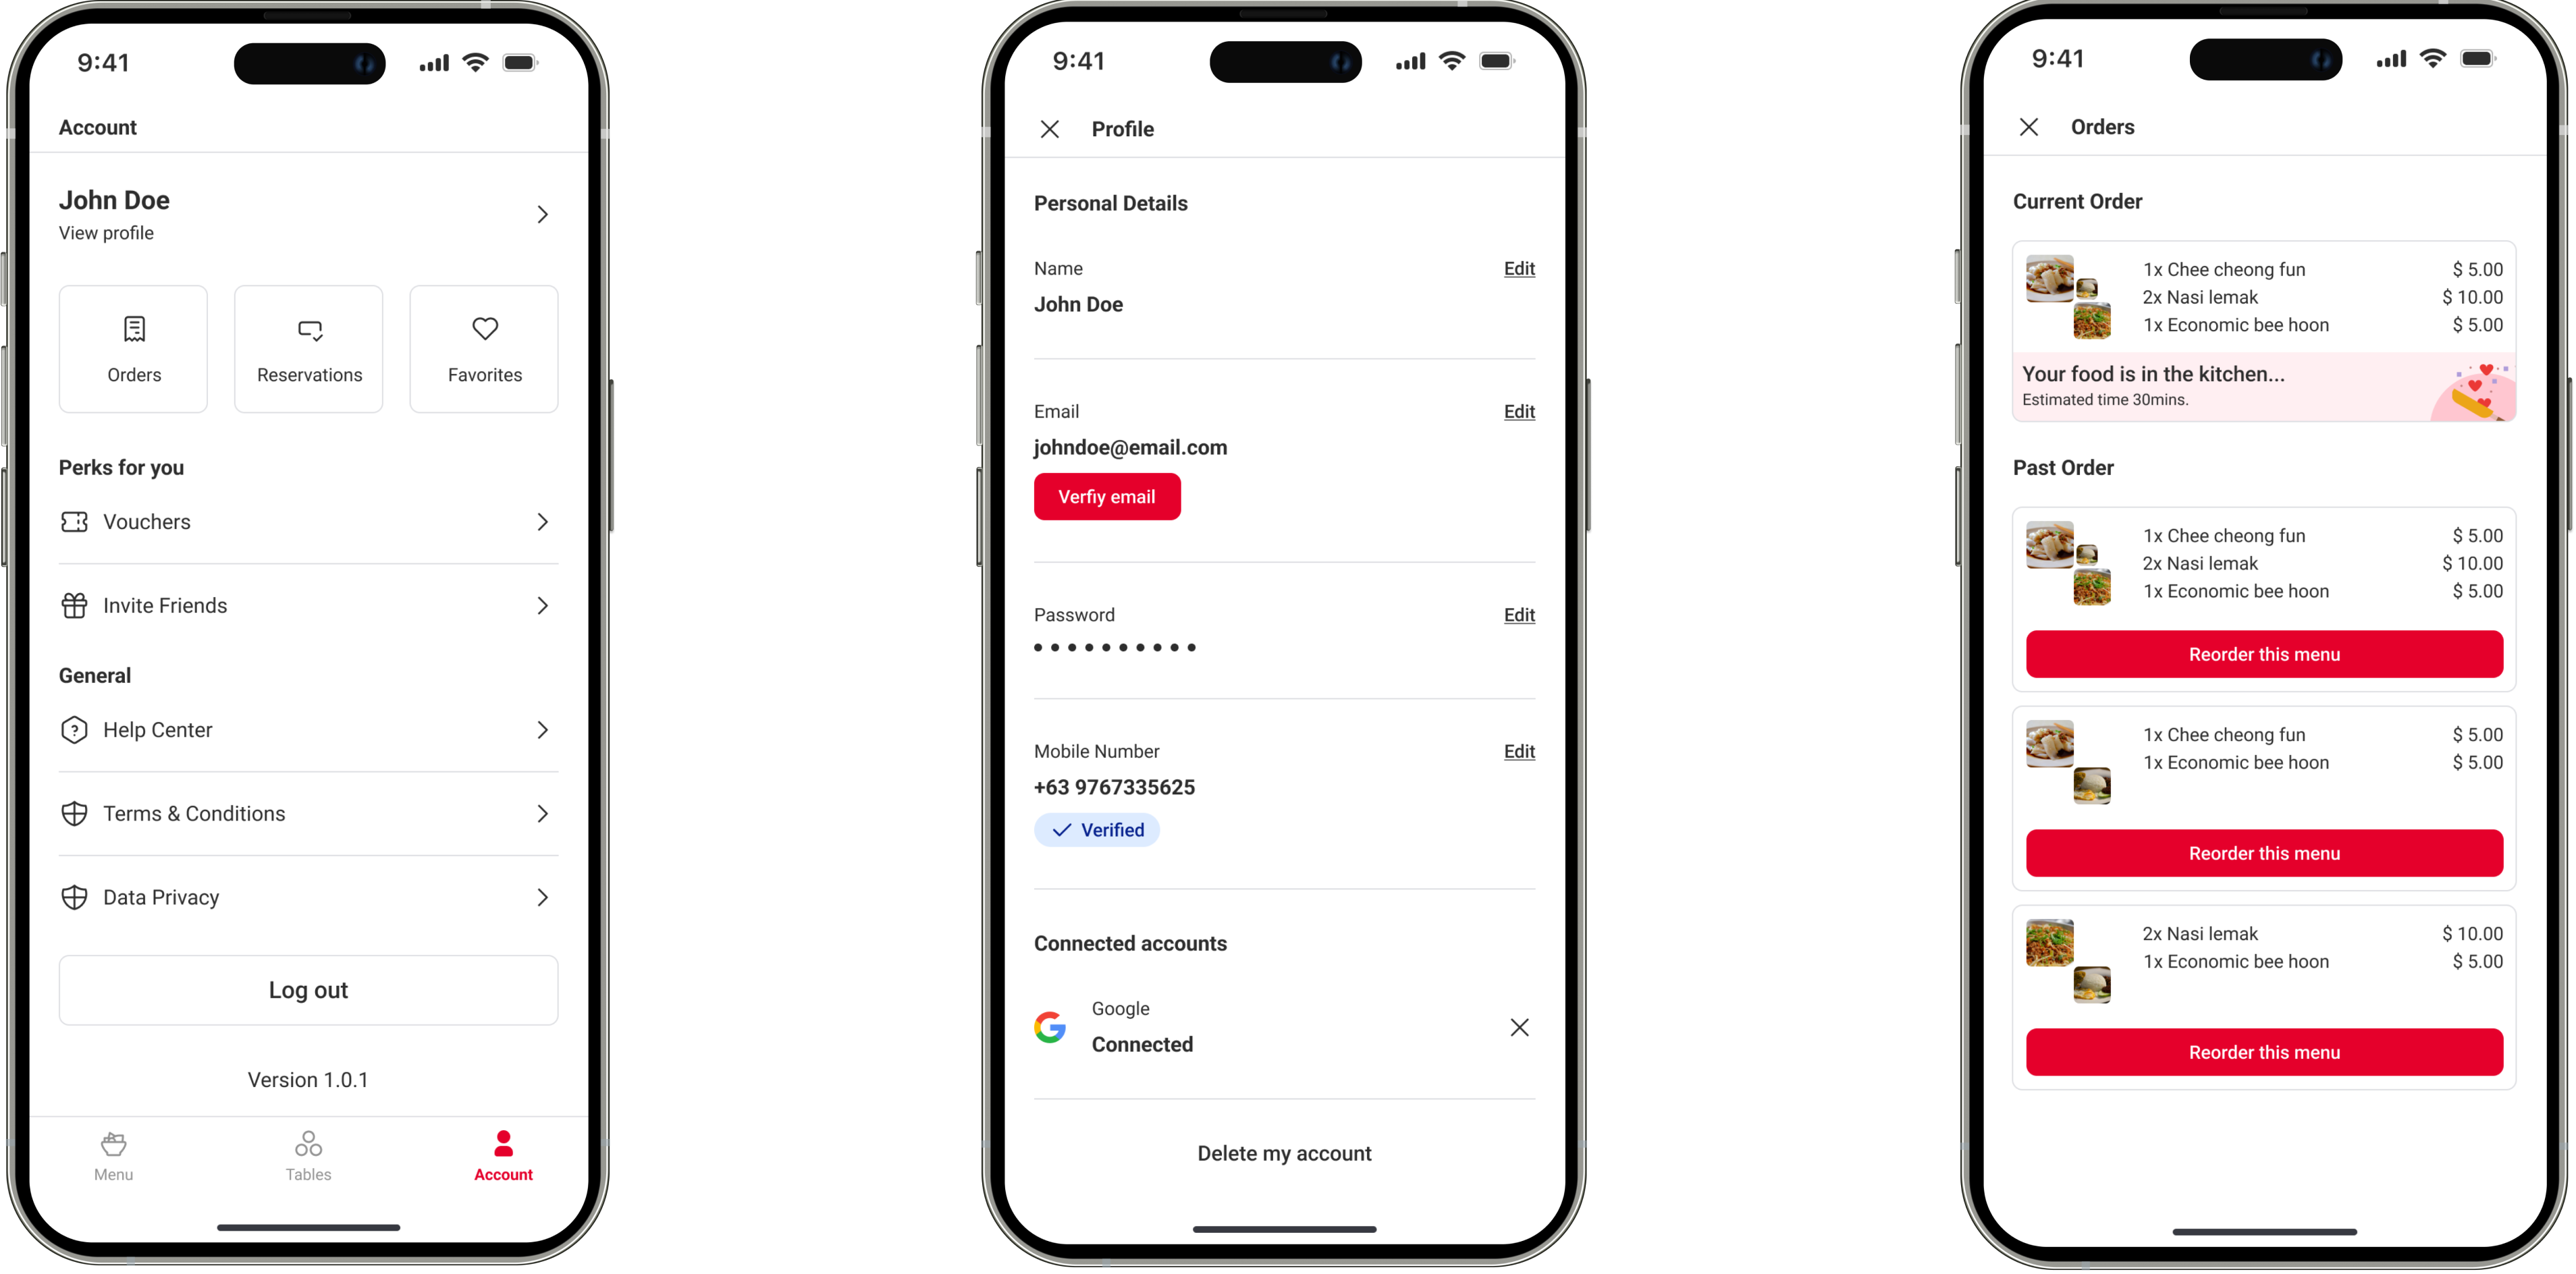 9:41
Account
John Doe
View profile
Orders
Reservations
Favorites
Perks for you
Vouchers
Invite Friends
General
Help Center
Terms & Conditions
Data Privacy
Log out
Version 1.0.1
Menu
Tables
Account
9:41
Profile
Personal Details
Name
Edit
John Doe
Email
Edit
johndoe@email.com
Verfiy email
Password
Edit
Mobile Number
Edit
+63 9767335625
Verified
Connected accounts
Google
Connected
Delete my account
9:41
Orders
Current Order
1x Chee cheong fun $ 5.00
2x Nasi lemak $ 10.00
1x Economic bee hoon $ 5.00
Your food is in the kitchen...
Estimated time 30mins.
Past Order
1x Chee cheong fun $ 5.00
2x Nasi lemak $ 10.00
1x Economic bee hoon $ 5.00
Reorder this menu
1x Chee cheong fun $ 5.00
1x Economic bee hoon $ 5.00
Reorder this menu
2x Nasi lemak $ 10.00
1x Economic bee hoon $ 5.00
Reorder this menu